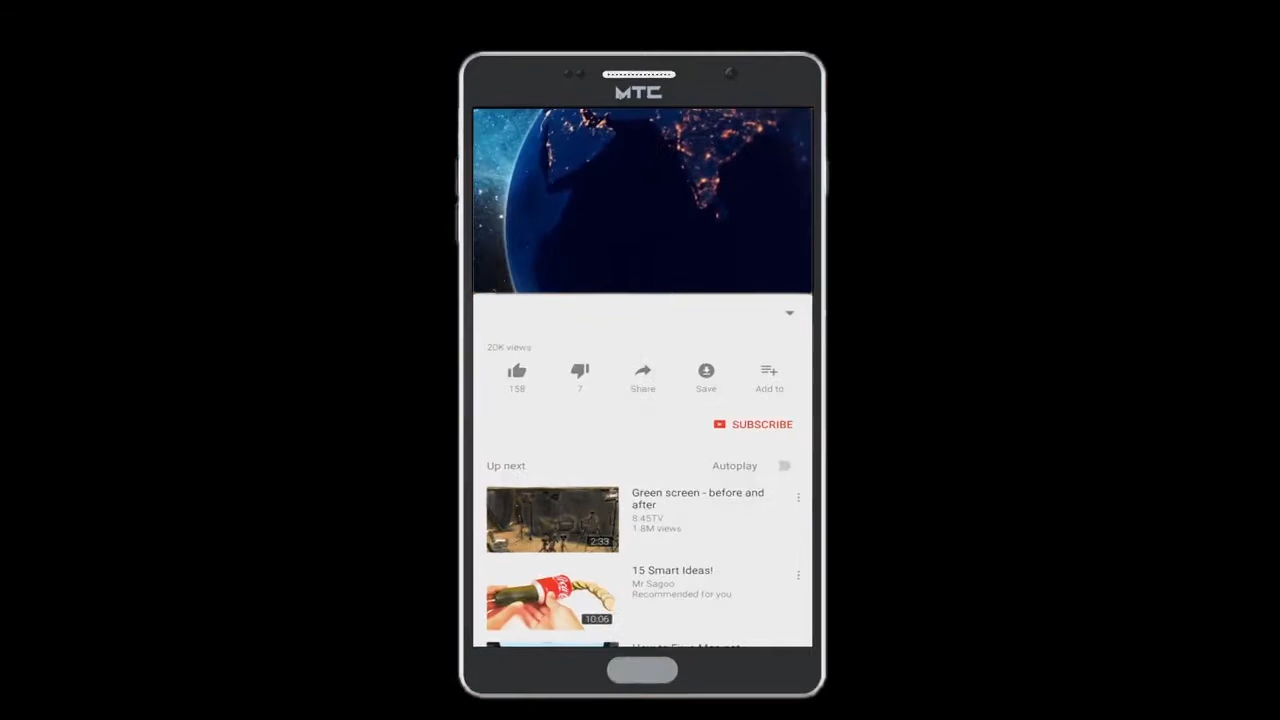 MTC
20K views
158
7
Share
Save
Add to
SUBSCRIBE
Up next
Autoplay
Green screen - before and
after
8:45TV
1.8M views
2:33
15 Smart Ideas!
Mr Sagoo
Recommended for you
10:06